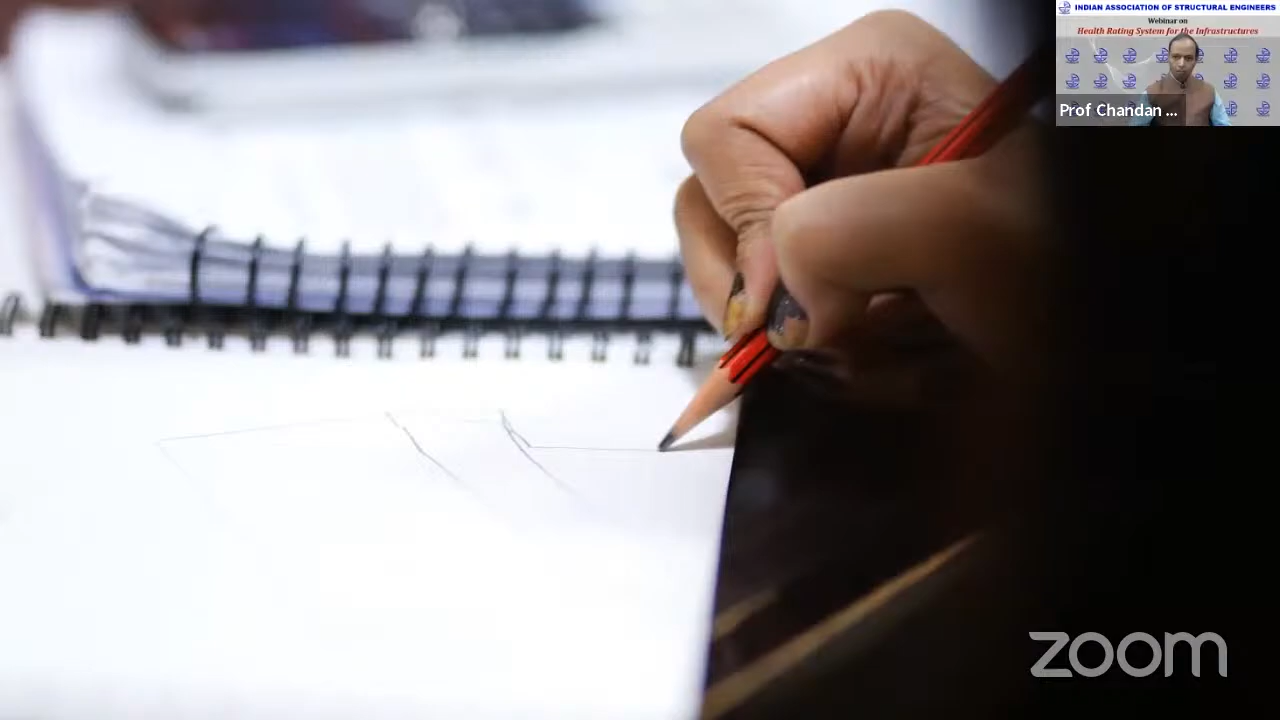 INDIAN ASSOCIATION OF STRUCTURAL ENGINEERS
Webinar on
Health Rating System for the Infrastructures
Prof Chandan ...
zoom